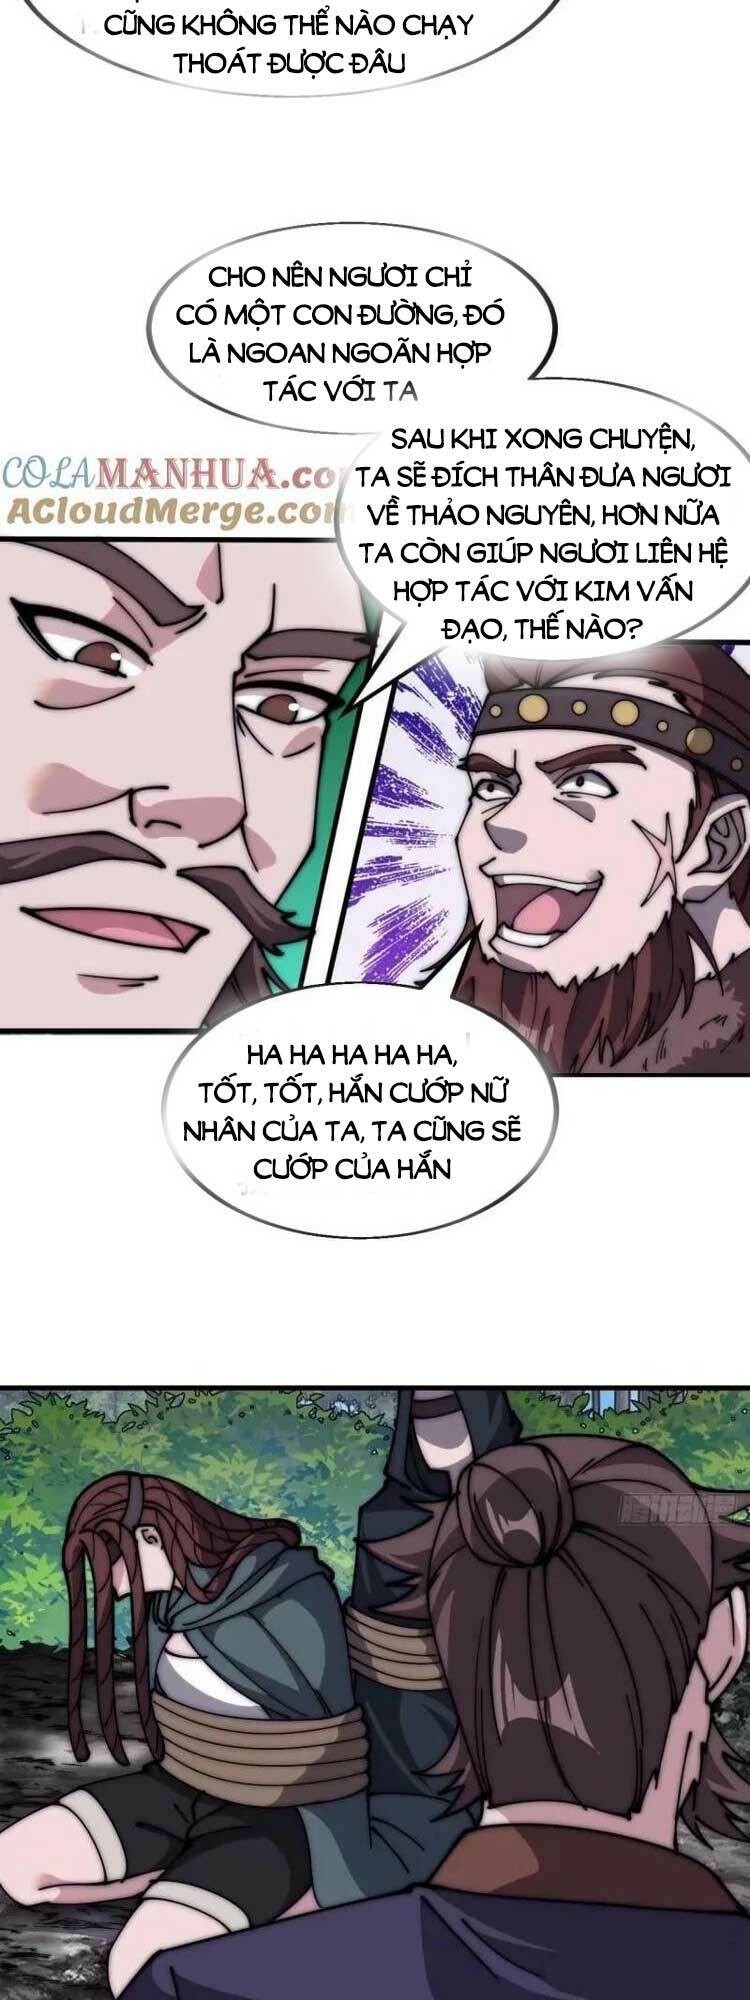 CŨNG KHÔNG THỂ NÀO CHẠY
THOÁT ĐƯỢC ĐÂU
CHO NÊN NGƯƠI CHỈ
CÓ MỘT CON ĐƯỜNG, ĐÓ
LÀ NGOAN NGOÃN HỢP
TÁC VỚI TA
SAU KHI XONG CHUYỆN,
TA SẼ ĐÍCH THÂN ĐƯA NGƯƠI
VỀ THẢO NGUYÊN, HƠN NỮA
TA CÒN GIÚP NGƯƠI LIÊN HỆ
HỢP TÁC VỚI KIM VẤN
ĐẠO, THẾ NÀO?
COLAMANHUA.co
ACloudMerge.com
HA HA HA HA HA,
TỐT, TỐT, HẮN CƯỚP NỮ
NHÂN CỦA TA, TA CŨNG SẼ
CƯỚP CỦA HẮN